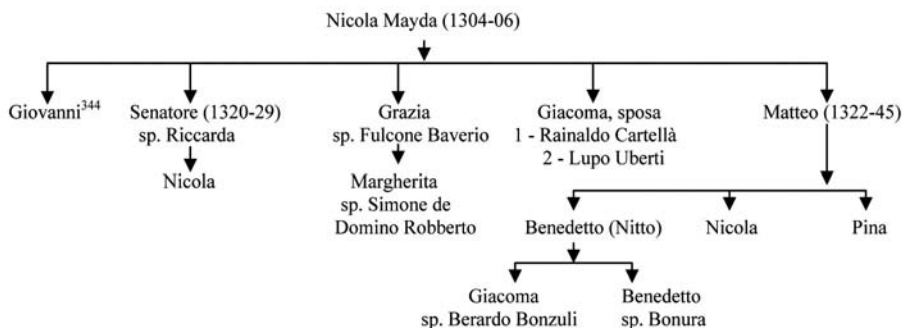 Nicola Mayda (1304-06)
Giovanni344
Senatore (1320-29)
sp. Riccarda
Nicola
Grazia
sp. Fulcone Baverio
Margherita
sp. Simone de
Domino Robberto
Giacoma, sposa
1 - Rainaldo Cartellà
2 - Lupo Uberti
Matteo (1322-45)
Benedetto (Nitto)
Nicola
Pina
Giacoma
sp. Berardo Bonzuli
Benedetto
sp. Bonura